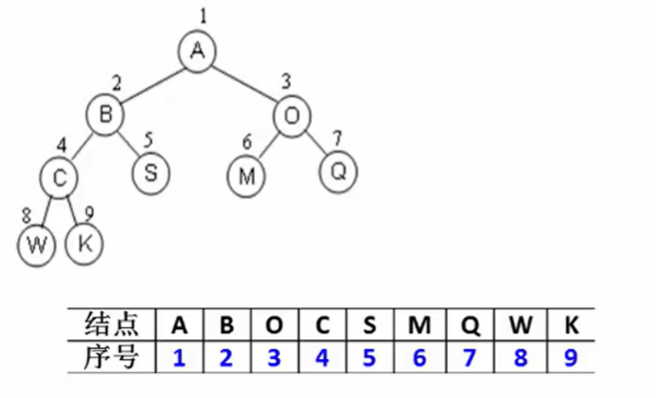 1
A
2
3
B
O
4
5
6
7
C
S
M
Q
8
9
W
K
结点 A B O C S M Q W K
序号 1 2 3 4 5 6 7 8 9